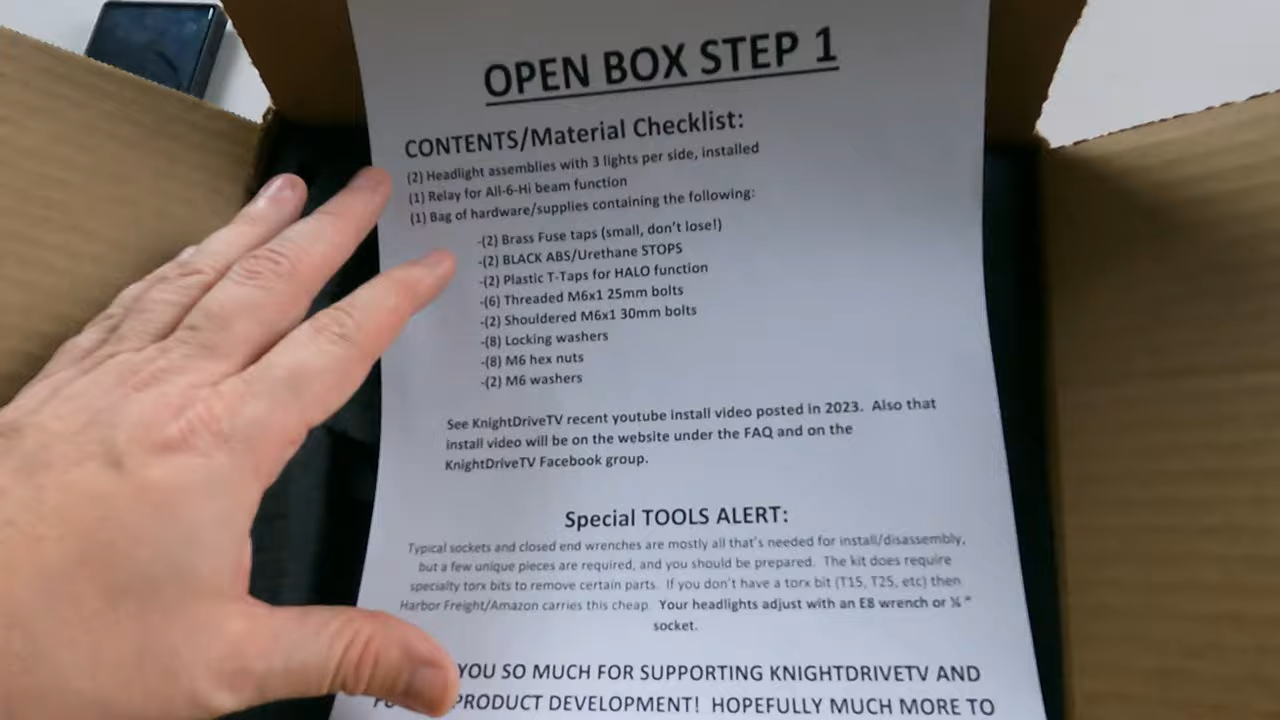 OPEN BOX STEP 1
CONTENTS/Material Checklist:
(2) Headlight assemblies with 3 lights per side, installed
(1) Relay for All-6-Hi beam function
(1) Bag of hardware/supplies containing the following:
-(2) Brass Fuse taps (small, don't lose!)
-(2) BLACK ABS/Urethane STOPS
-(2) Plastic T-Taps for HALO function
-(6) Threaded M6x1 25mm bolts
-(2) Shouldered M6x1 30mm bolts
-(8) Locking washers
-(8) M6 hex nuts
-(2) M6 washers
See KnightDriveTV recent youtube install video posted in 2023. Also that
install video will be on the website under the FAQ and on the
KnightDriveTV Facebook group.
Special TOOLS ALERT:
Typical sockets and closed end wrenches are mostly all that's needed for install/disassembly,
but a few unique pieces are required, and you should be prepared. The kit does require
specialty torx bits to remove certain parts. If you don't have a torx bit (T15, T25, etc) then
Harbor Freight/Amazon carries this cheap. Your headlights adjust with an E8 wrench or ¼ "
socket.
YOU SO MUCH FOR SUPPORTING KNIGHTDRIVETV AND
PRODUCT DEVELOPMENT! HOPEFULLY MUCH MORE TO